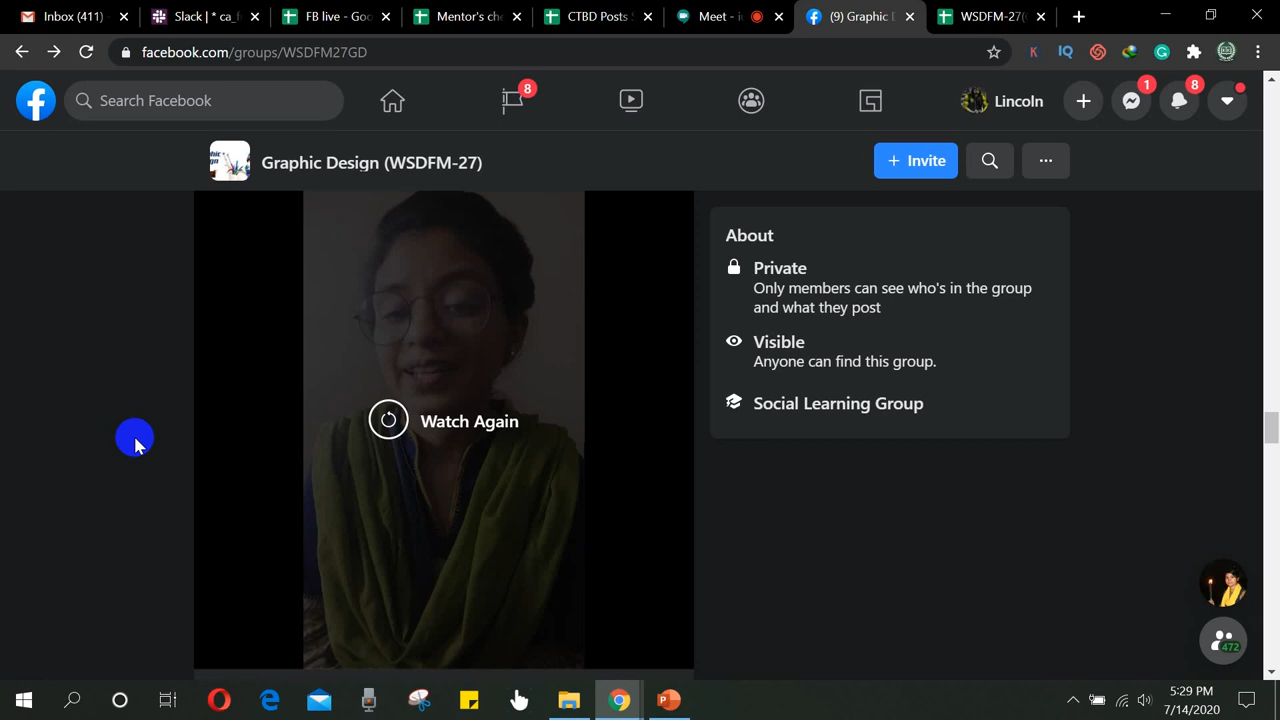 Inbox (411)
Slack | * ca_
FB live - Goo
Mentor's che
CTBD Posts S
Meet - i
(9) Graphic D
WSDFM-27(
facebook.com/groups/WSDFM27GD
Search Facebook
8
Lincoln
1
8
Graphic Design (WSDFM-27)
Invite
About
Private
Only members can see who's in the group
and what they post
Visible
Anyone can find this group.
Social Learning Group
Watch Again
472
5:29 PM
7/14/2020